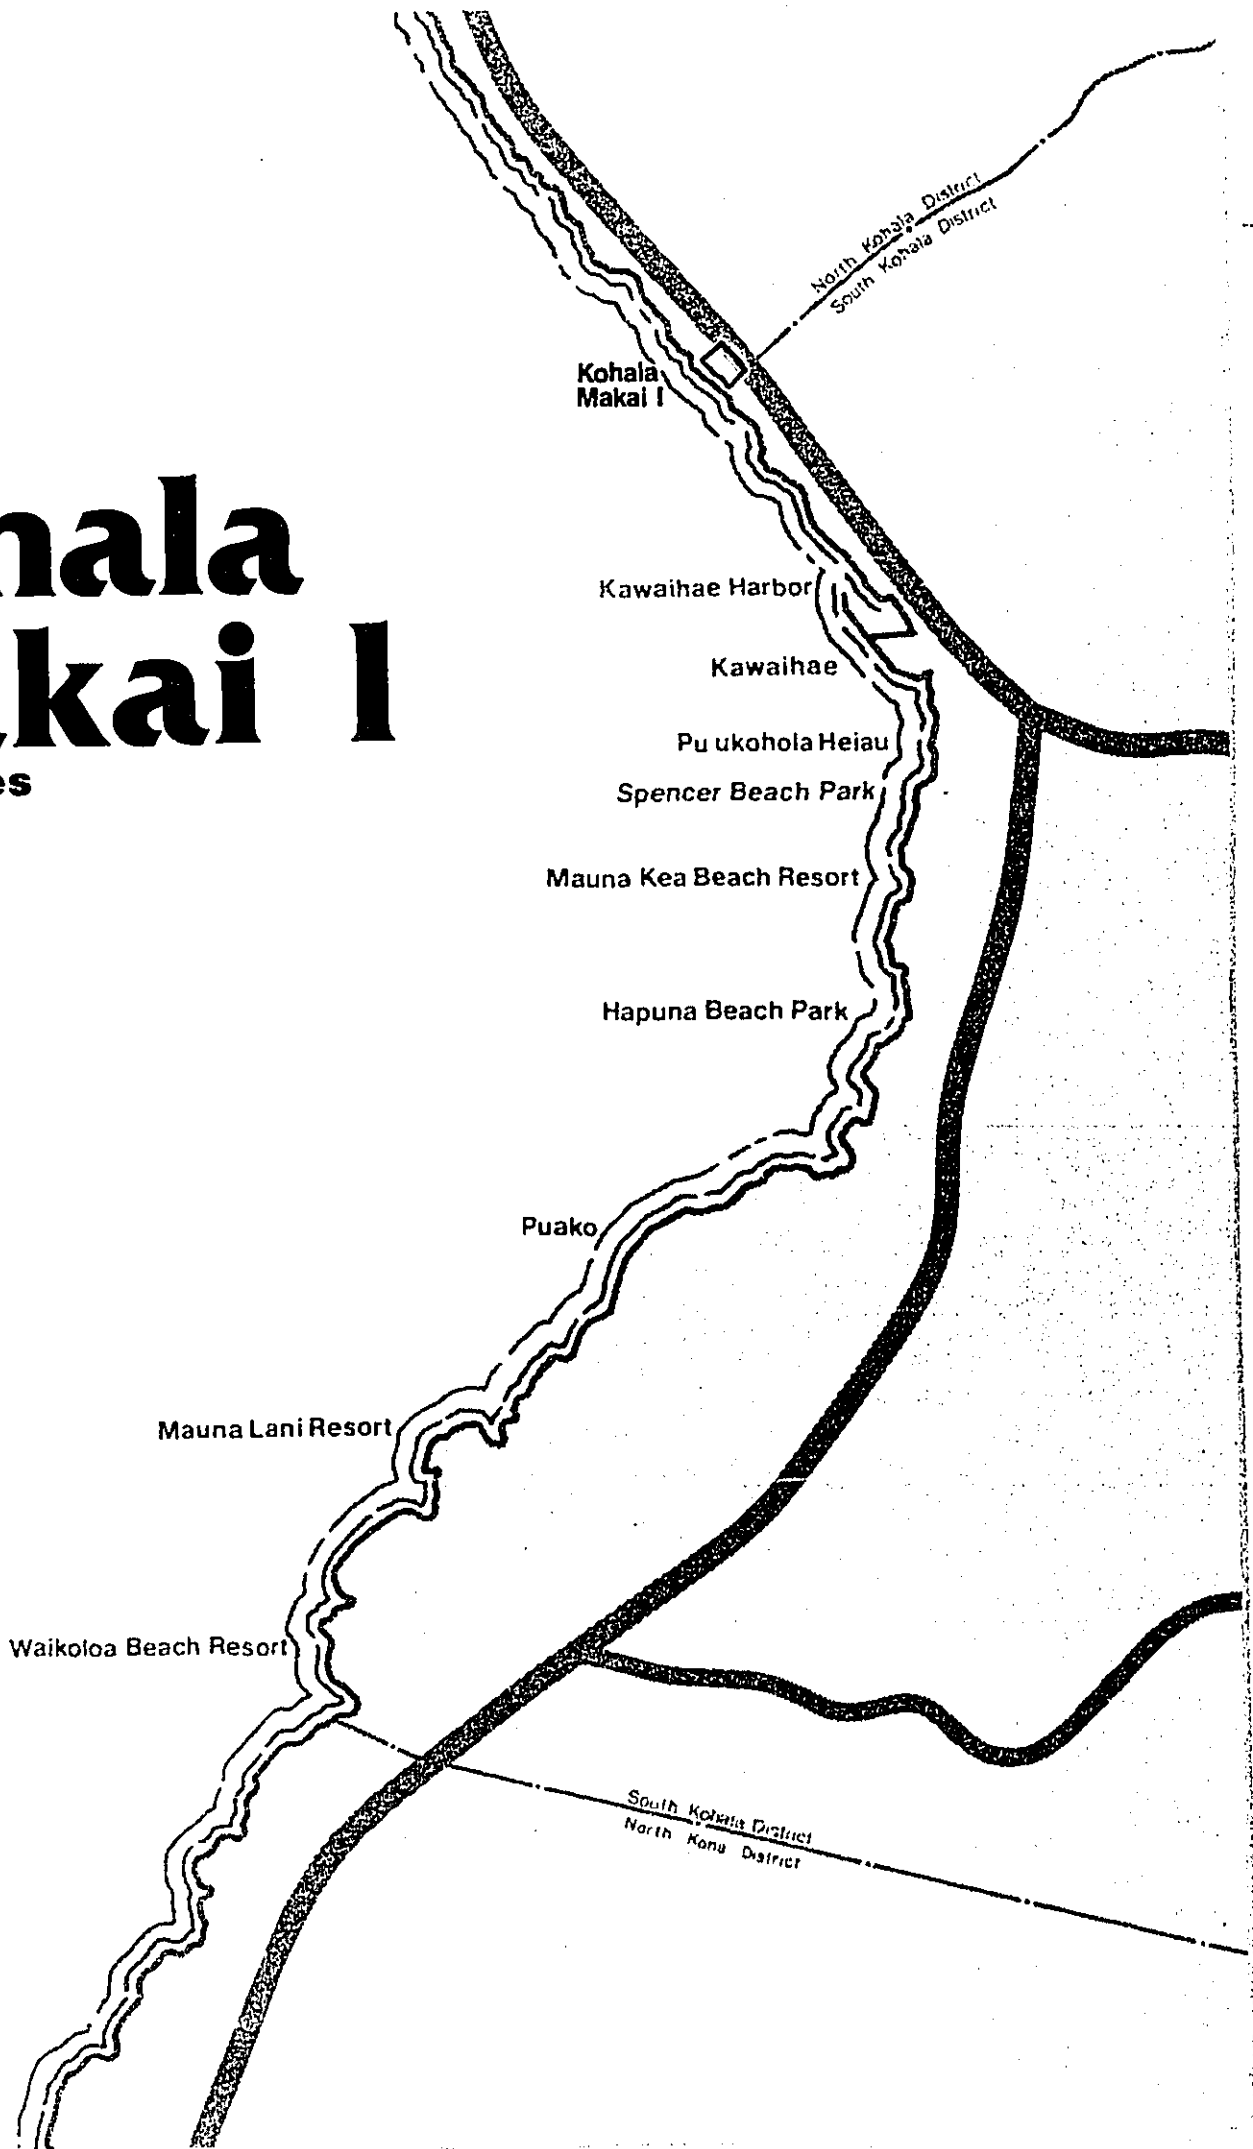 North Kohala District
South Kohala District
Kohala
Makai I
hala
kai I
es
Kawaihae Harbor
Kawaihae
Pu ukohola Heiau
Spencer Beach Park
Mauna Kea Beach Resort
Hapuna Beach Park
Puako
Mauna Lani Resort
Waikoloa Beach Resort
South Kohala District
North Kona District